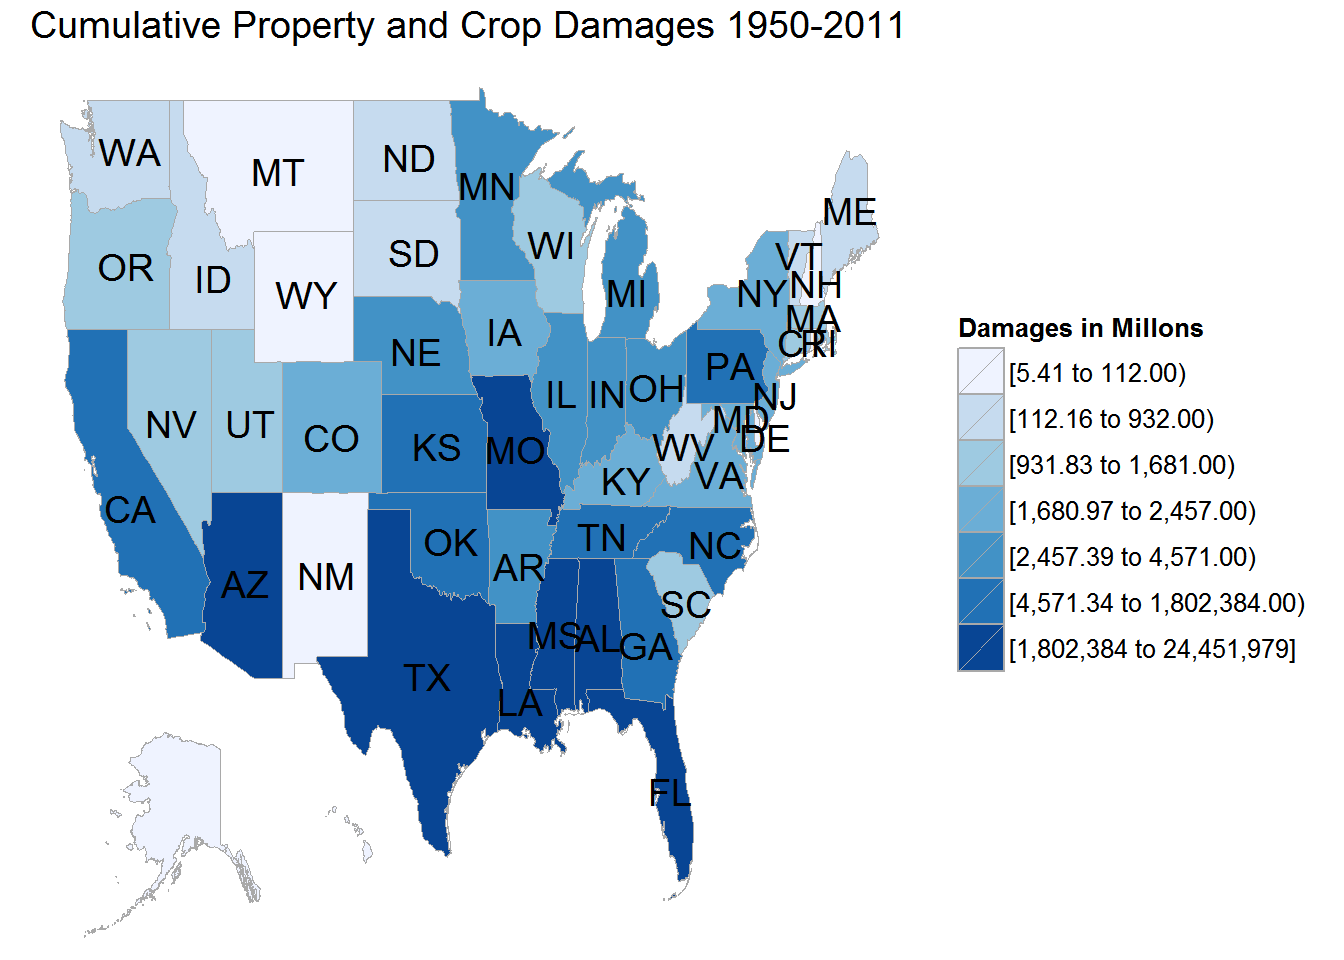 Cumulative Property and Crop Damages 1950-2011
WA
MT
ND
MN
ME
OR
ID
WY
SD
WI
MI
VT
NH
NY
MA
IA
NE
CT
RI
PA
NV
UT
CO
KS
MO
IL
IN
OH
NJ
MD
DE
WV
KY
VA
CA
AZ
NM
OK
AR
TN
NC
SC
TX
LA
MS
AL
GA
FL
Damages in Millons
[5.41 to 112.00)
[112.16 to 932.00)
[931.83 to 1,681.00)
[1,680.97 to 2,457.00)
[2,457.39 to 4,571.00)
[4,571.34 to 1,802,384.00)
[1,802,384 to 24,451,979]